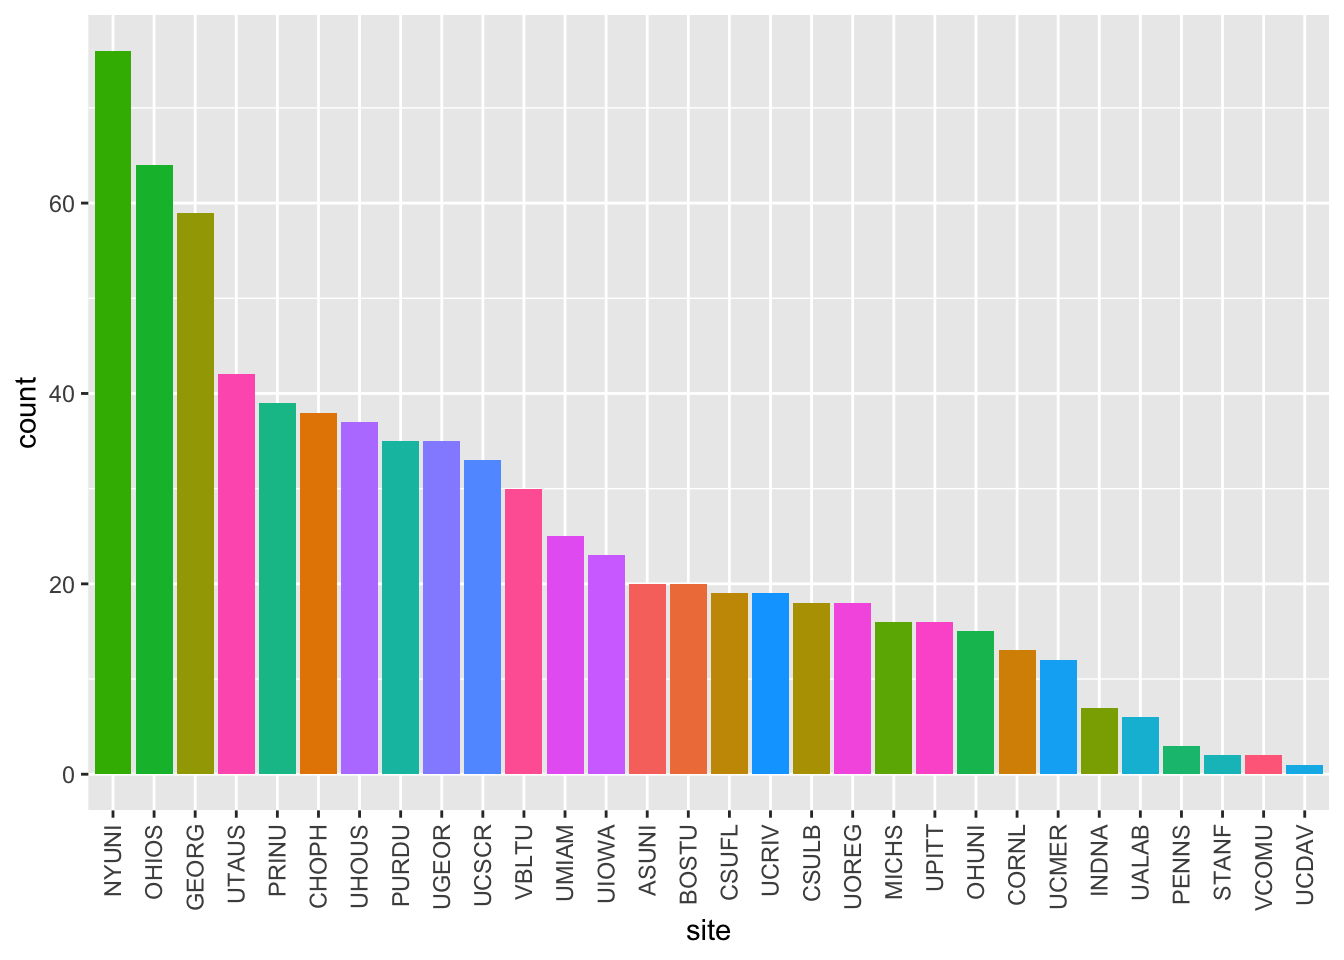 count
60
40
20
0
NYUNI
OHIOS
GEORG
UTAUS
PRINU
CHOPH
UHOUS
PURDU
UGEOR
UCSCR
VBLTU
UMIAM
UIOWA
ASUNI
BOSTU
CSUFL
UCRIV
CSULB
UOREG
MICHS
UPITT
OHUNI
CORNL
UCMER
INDNA
UALAB
PENNS
STANF
VCOMU
UCDAV
site